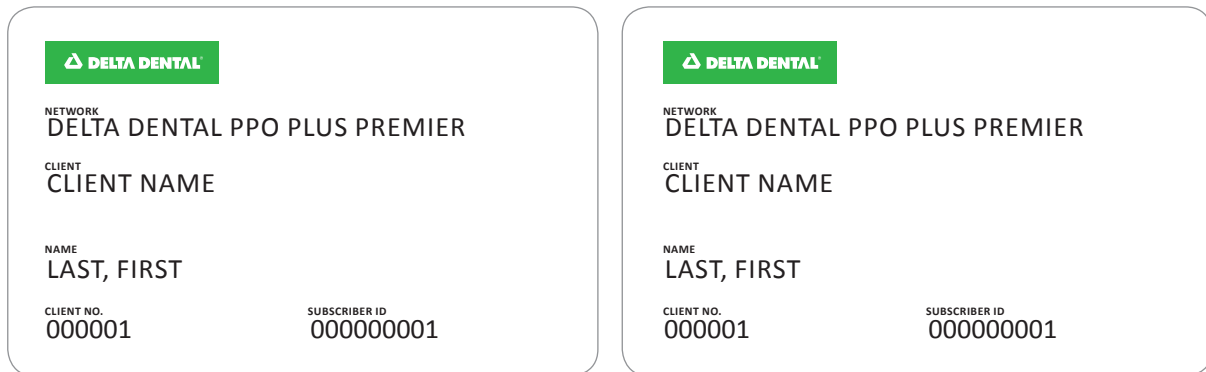 DELTA DENTAL®
NETWORK
DELTA DENTAL PPO PLUS PREMIER
CLIENT
CLIENT NAME
NAME
LAST, FIRST
CLIENT NO. SUBSCRIBER ID
000001 000000001
DELTA DENTAL®
NETWORK
DELTA DENTAL PPO PLUS PREMIER
CLIENT
CLIENT NAME
NAME
LAST, FIRST
CLIENT NO. SUBSCRIBER ID
000001 000000001